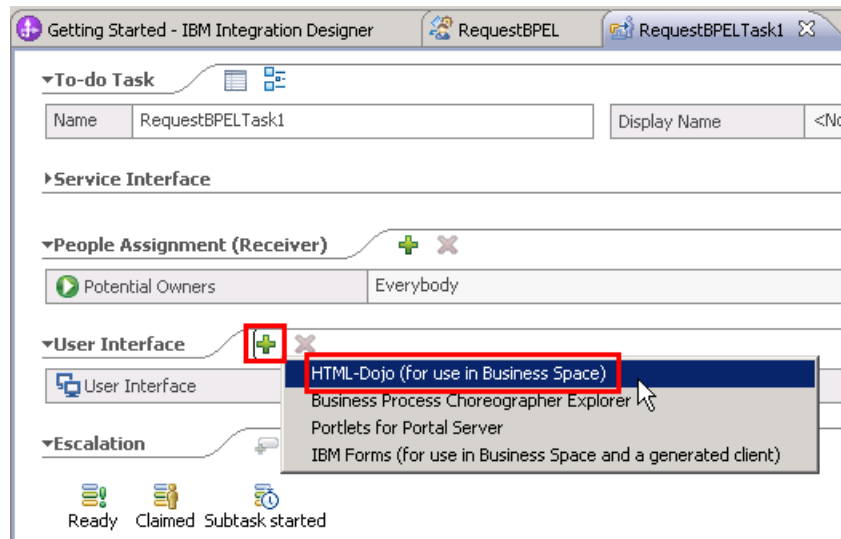 Getting Started - IBM Integration Designer RequestBPEL RequestBPELTask1
To-do Task
Name RequestBPELTask1 Display Name <No
Service Interface
People Assignment (Receiver)
Potential Owners Everybody
User Interface
HTML-Dojo (for use in Business Space)
User Interface
Business Process Choreographer Explorer
Portlets for Portal Server
Escalation
IBM Forms (for use in Business Space and a generated client)
Ready Claimed Subtask started